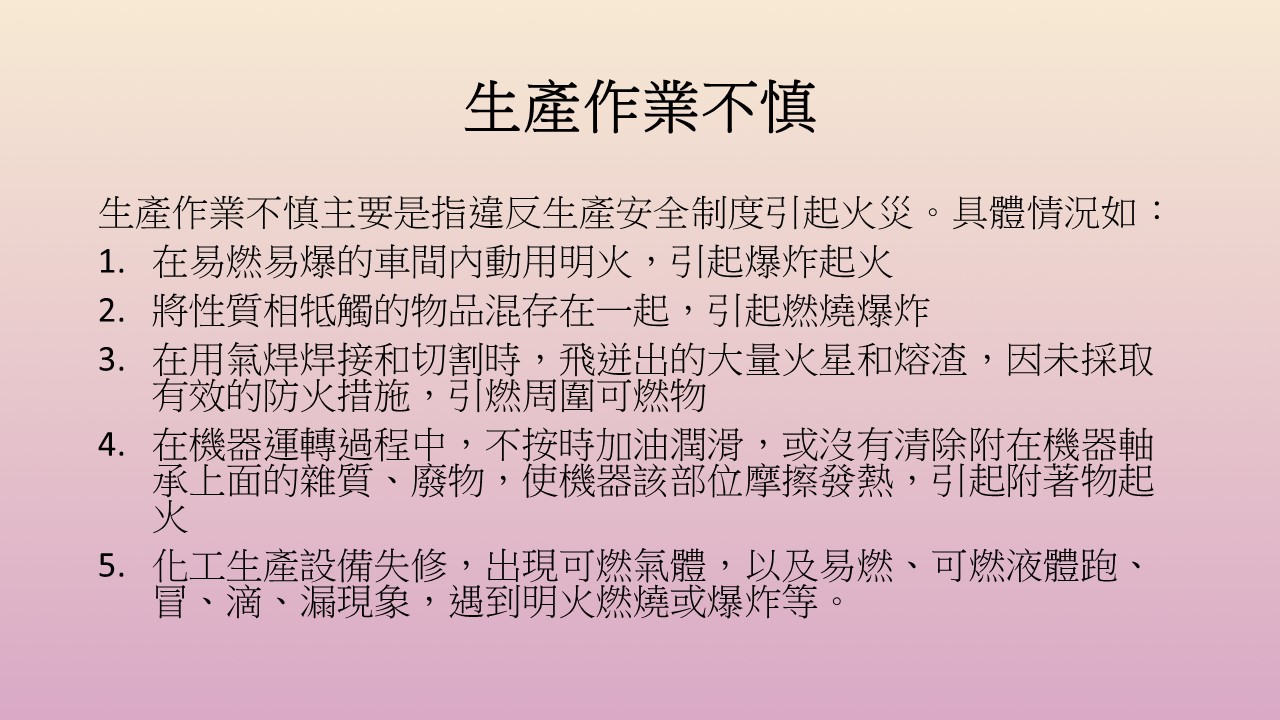 生產作業不慎
生產作業不慎主要是指違反生產安全制度引起火災。具體情況如：
1. 在易燃易爆的車間內動用明火，引起爆炸起火
2. 將性質相牴觸的物品混存在一起，引起燃燒爆炸
3. 在用氣焊焊接和切割時，飛迸出的大量火星和熔渣，因未採取
有效的防火措施，引燃周圍可燃物
4. 在機器運轉過程中，不按時加油潤滑，或沒有清除附在機器軸
承上面的雜質、廢物，使機器該部位摩擦發熱，引起附著物起
火
5. 化工生產設備失修，出現可燃氣體，以及易燃、可燃液體跑、
冒、滴、漏現象，遇到明火燃燒或爆炸等。